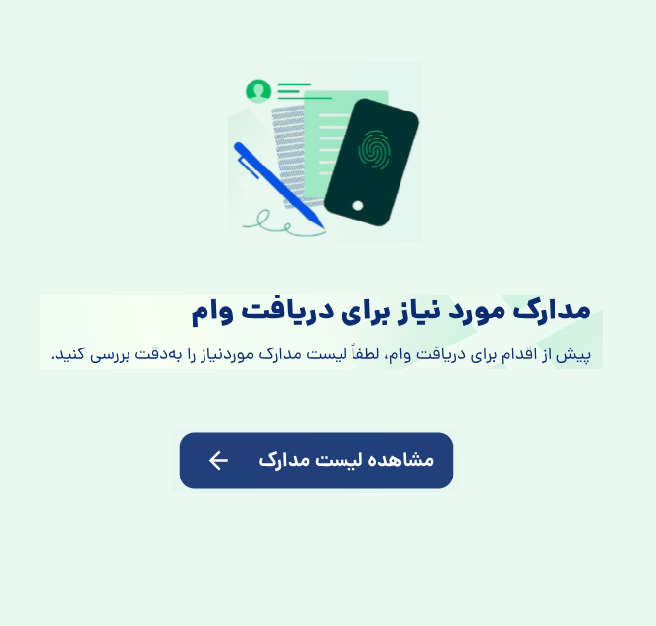 مدارک مورد نیاز برای دریافت وام
پیش از اقدام برای دریافت وام، لطفاً لیست مدارک موردنیاز را به‌دقت بررسی کنید.
مشاهده لیست مدارک